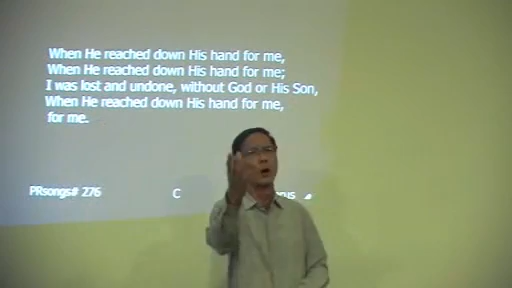 When He reached down His hand for me,
When He reached down His hand for me;
I was lost and undone, without God or His Son,
When He reached down His hand for me,
for me.
PRsongs# 276
C